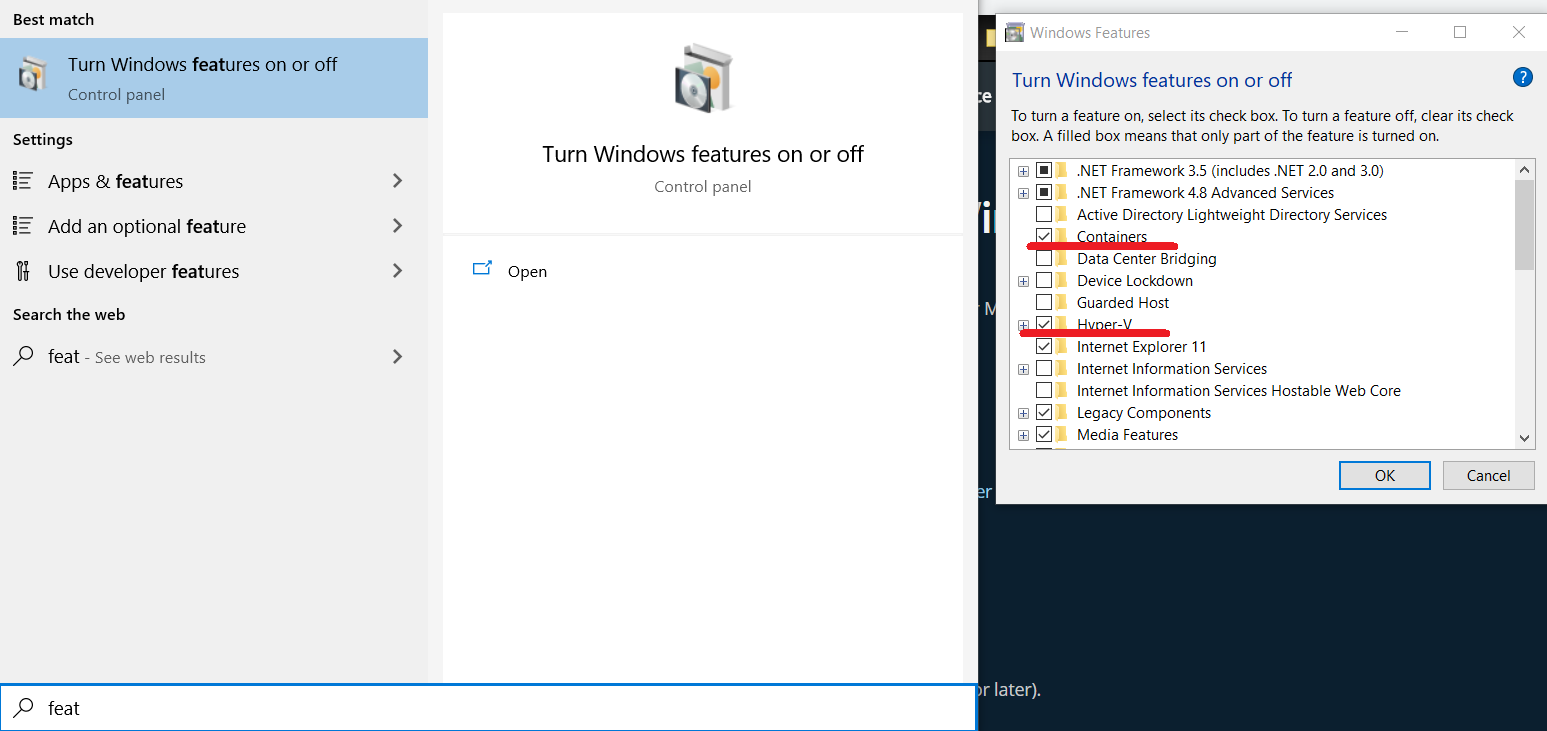 Best match
Turn Windows features on or off
Control panel
Settings
Apps & features
Add an optional feature
Use developer features
Search the web
feat - See web results
feat
Turn Windows features on or off
Control panel
Open
Windows Features
Turn Windows features on or off
To turn a feature on, select its check box. To turn a feature off, clear its check
box. A filled box means that only part of the feature is turned on.
.NET Framework 3.5 (includes .NET 2.0 and 3.0)
.NET Framework 4.8 Advanced Services
Active Directory Lightweight Directory Services
Containers
Data Center Bridging
Device Lockdown
Guarded Host
Hyper-V
Internet Explorer 11
Internet Information Services
Internet Information Services Hostable Web Core
Legacy Components
Media Features
OK
Cancel
or later).